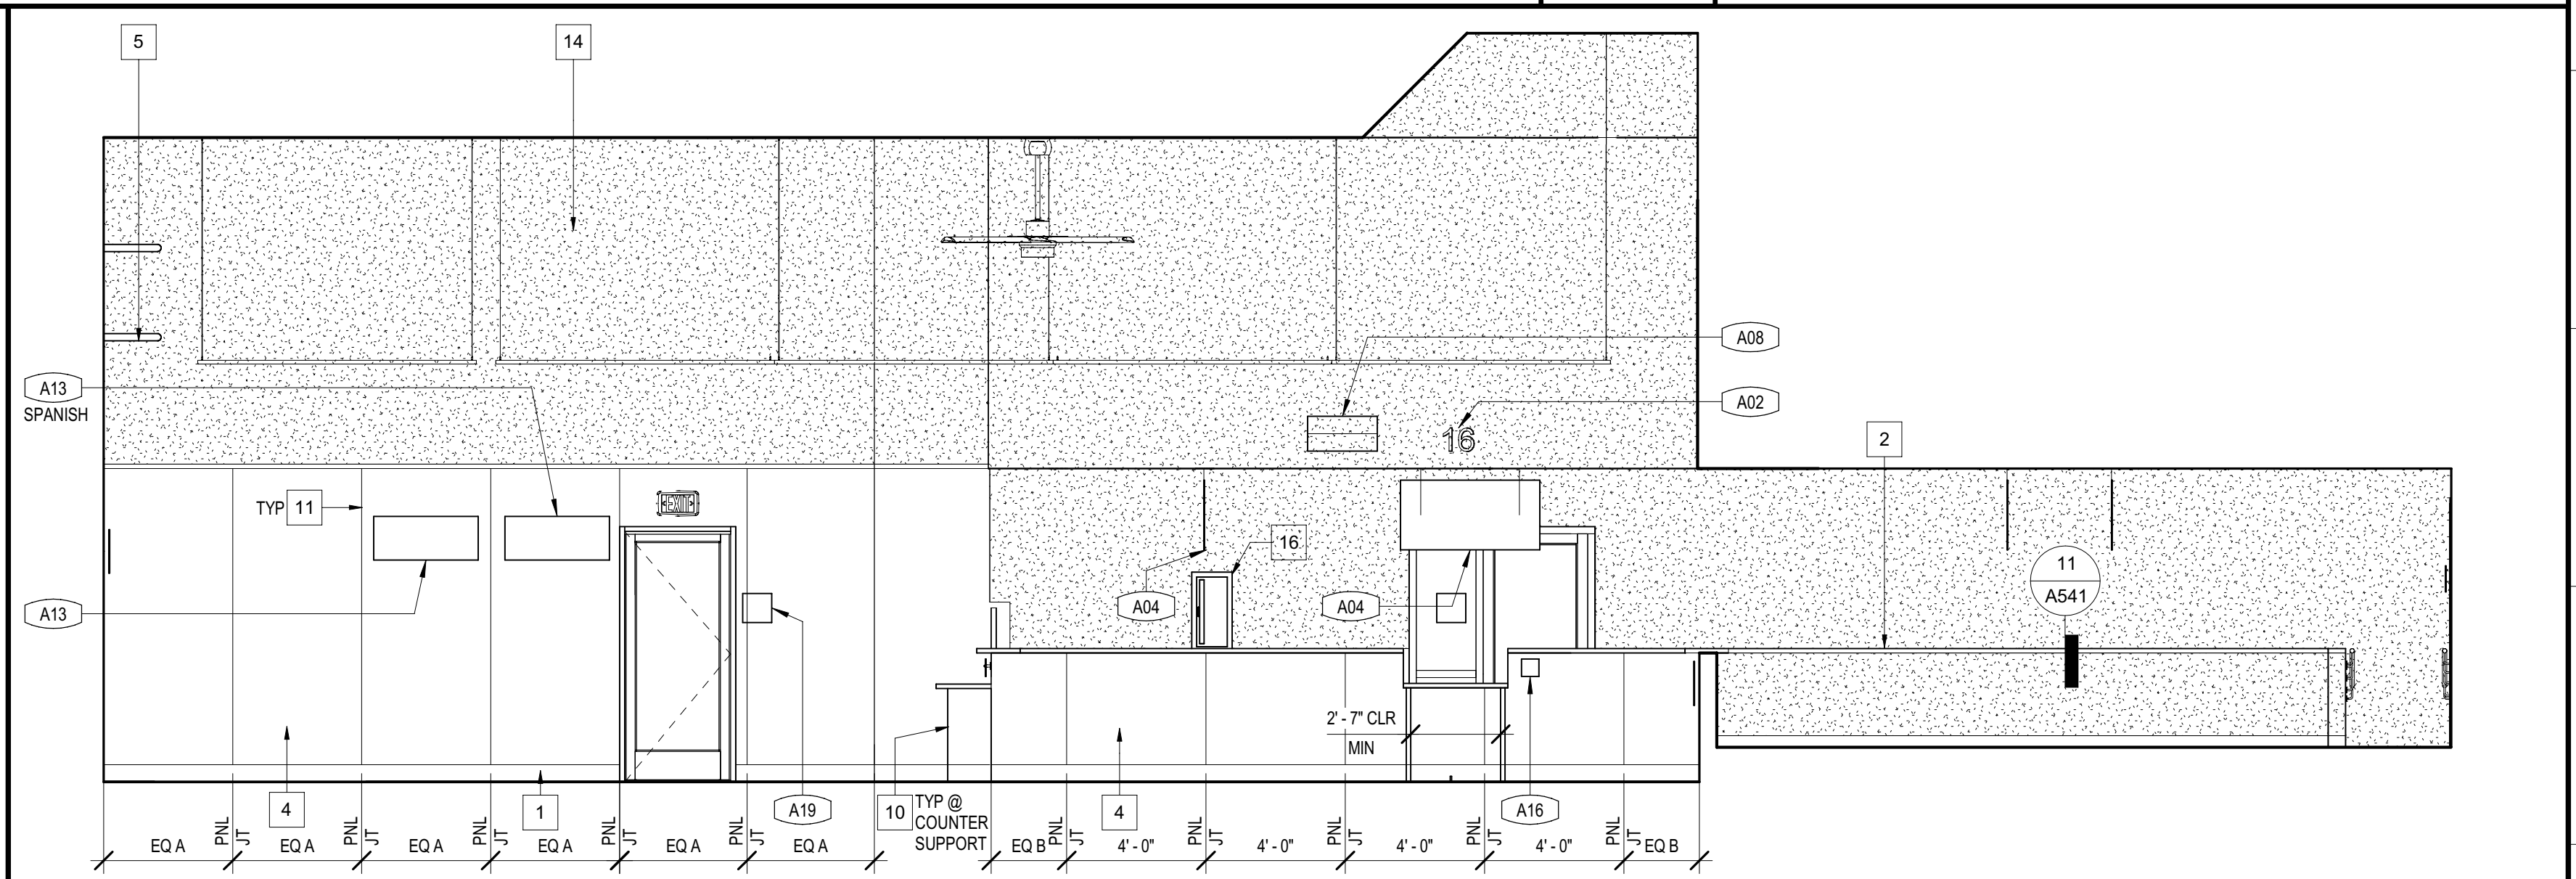 5
14
A08
A13
SPANISH
A02
16
2
EXIT
TYP 11
16
11
A541
A13
A04
A04
2' - 7" CLR
MIN
4
1
A19
10
TYP @
COUNTER
SUPPORT
4
A16
EQ A
PNL
JT
EQ A
PNL
JT
EQ A
PNL
JT
EQ A
PNL
JT
EQ A
PNL
JT
EQ A
EQ B
PNL
JT
4' - 0"
PNL
JT
4' - 0"
PNL
JT
4' - 0"
PNL
JT
4' - 0"
PNL
JT
EQ B